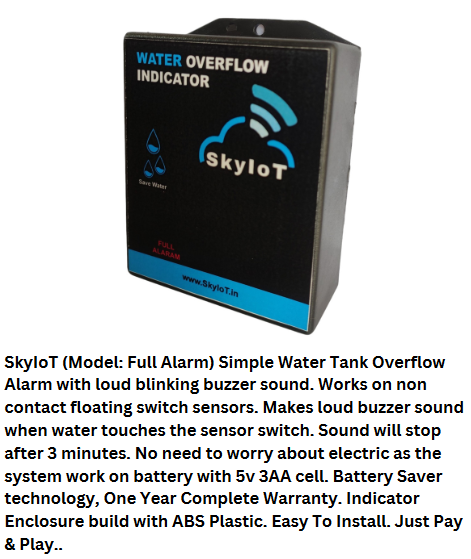 WATER OVERFLOW
INDICATOR
SkyIoT
Save Water
FULL
ALARAM
www.SkyIoT.in
SkyIoT (Model: Full Alarm) Simple Water Tank Overflow
Alarm with loud blinking buzzer sound. Works on non
contact floating switch sensors. Makes loud buzzer sound
when water touches the sensor switch. Sound will stop
after 3 minutes. No need to worry about electric as the
system work on battery with 5v 3AA cell. Battery Saver
technology, One Year Complete Warranty. Indicator
Enclosure build with ABS Plastic. Easy To Install. Just Pay
& Play..